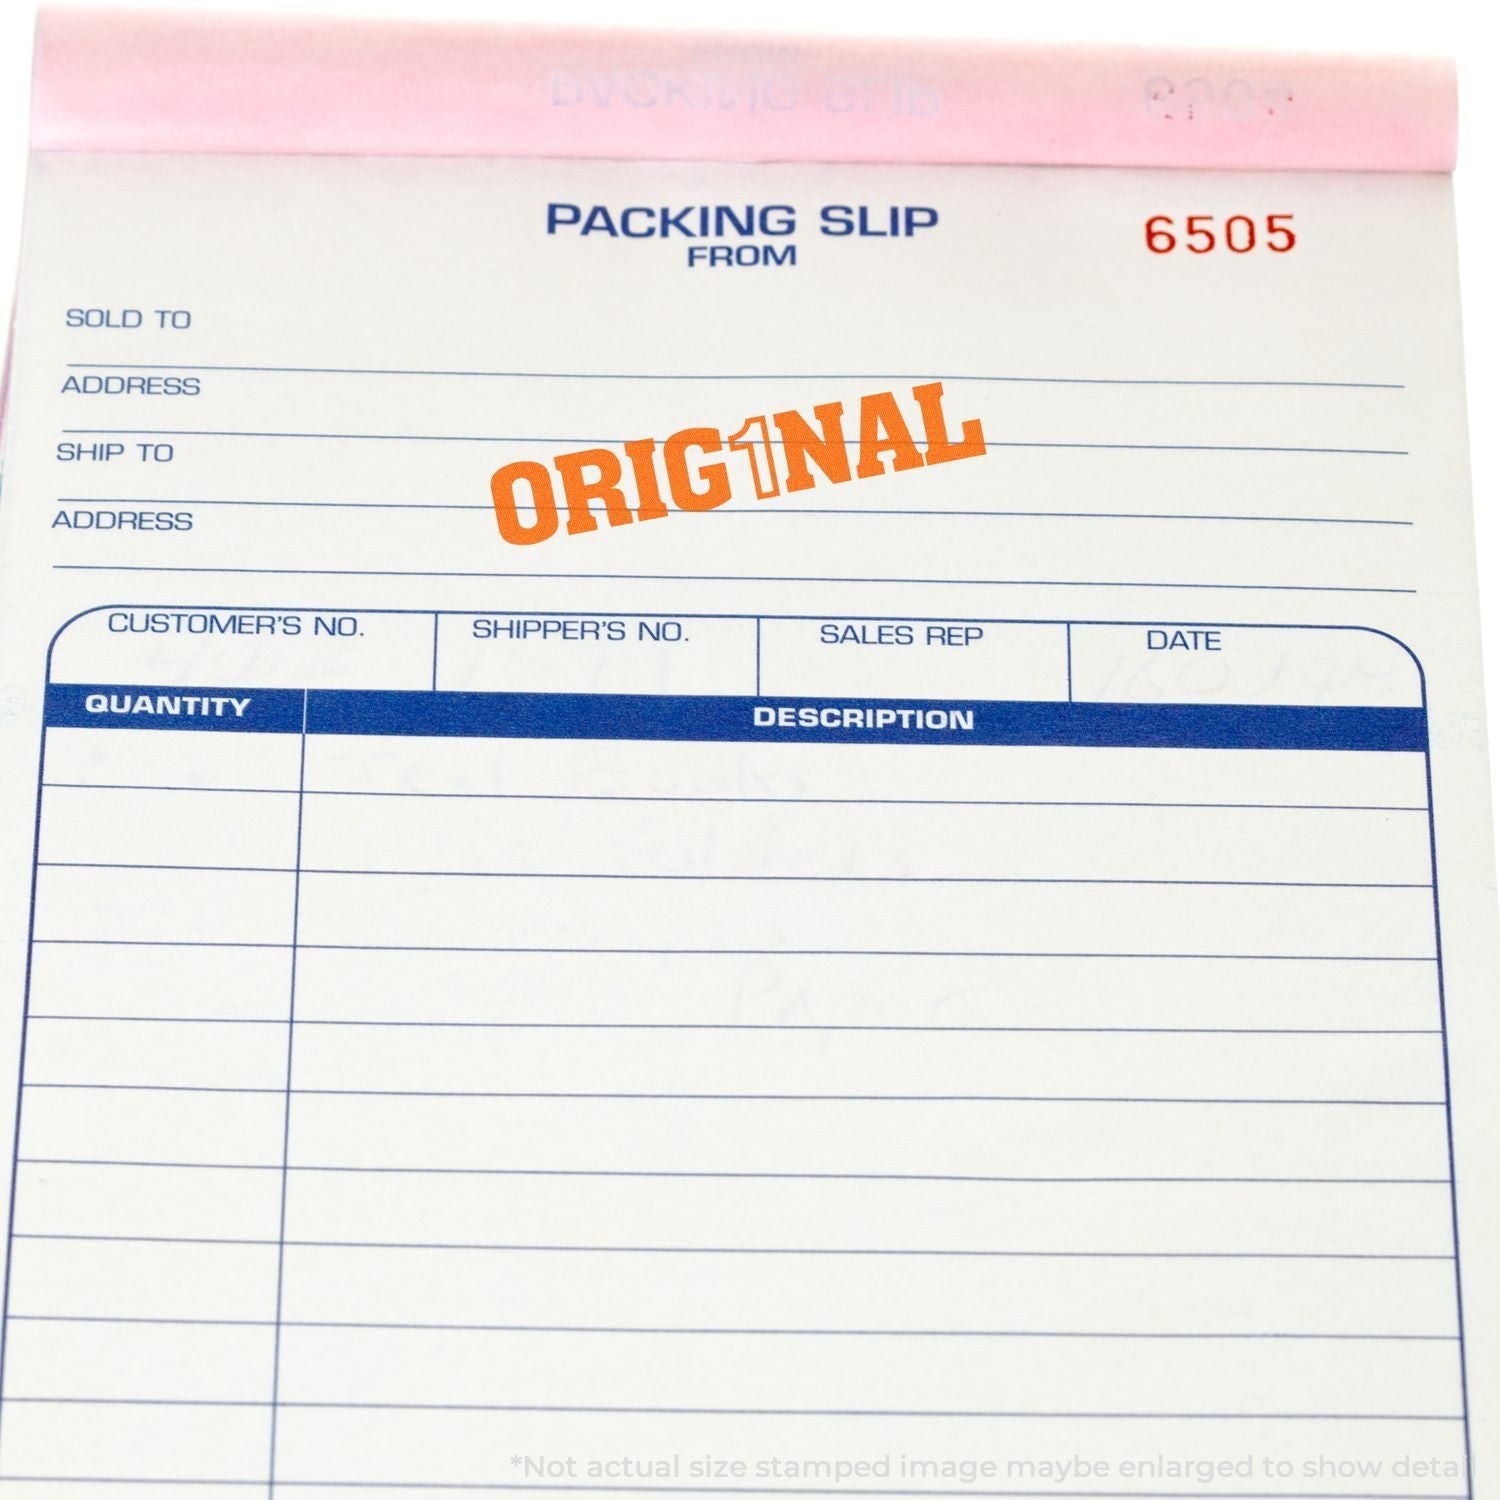 PACKING SLIP
FROM
6505
SOLD TO
ADDRESS
SHIP TO
ADDRESS
ORIG1NAL
CUSTOMER'S NO. SHIPPER'S NO. SALES REP DATE
QUANTITY DESCRIPTION
*Not actual size stamped image maybe enlarged to show detail